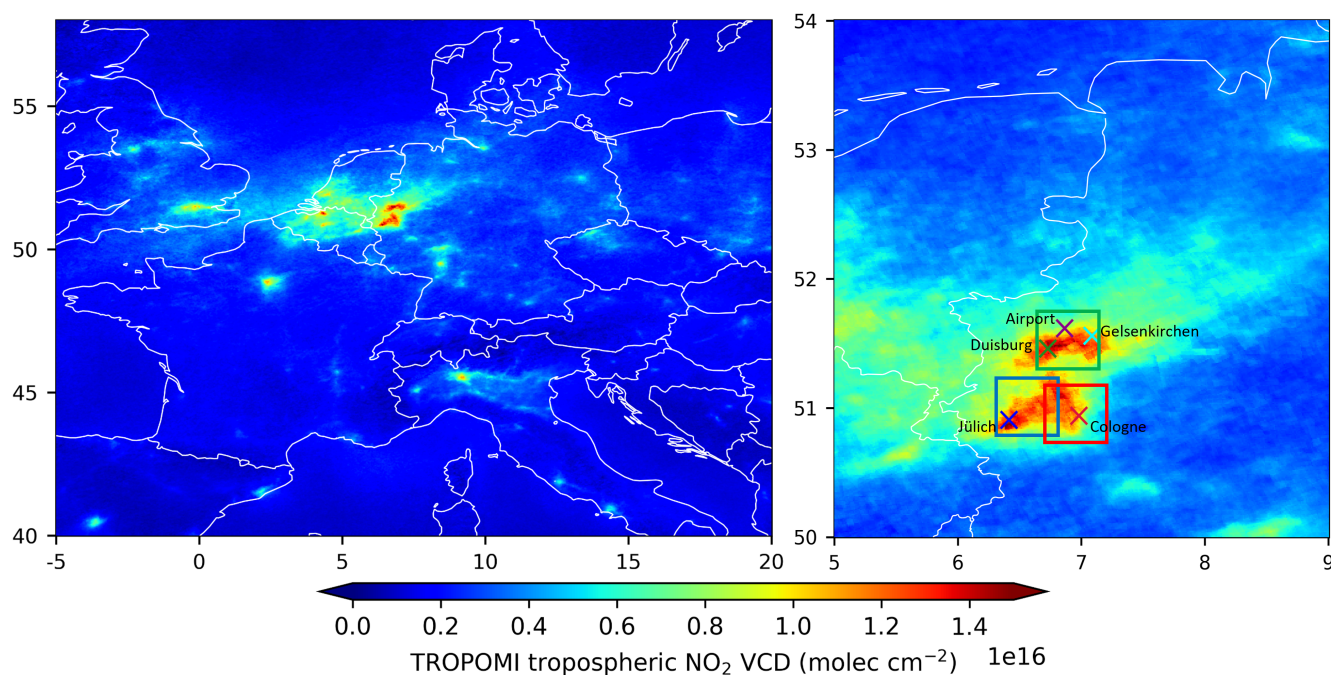 55
50
45
40
-5
0
5
10
15
20
54
53
52
51
50
5
6
7
8
9
Airport
Gelsenkirchen
Duisburg
Jülich
Cologne
0.0 0.2 0.4 0.6 0.8 1.0 1.2 1.4
TROPOMI tropospheric NO₂ VCD (molec cm⁻²) 1e16